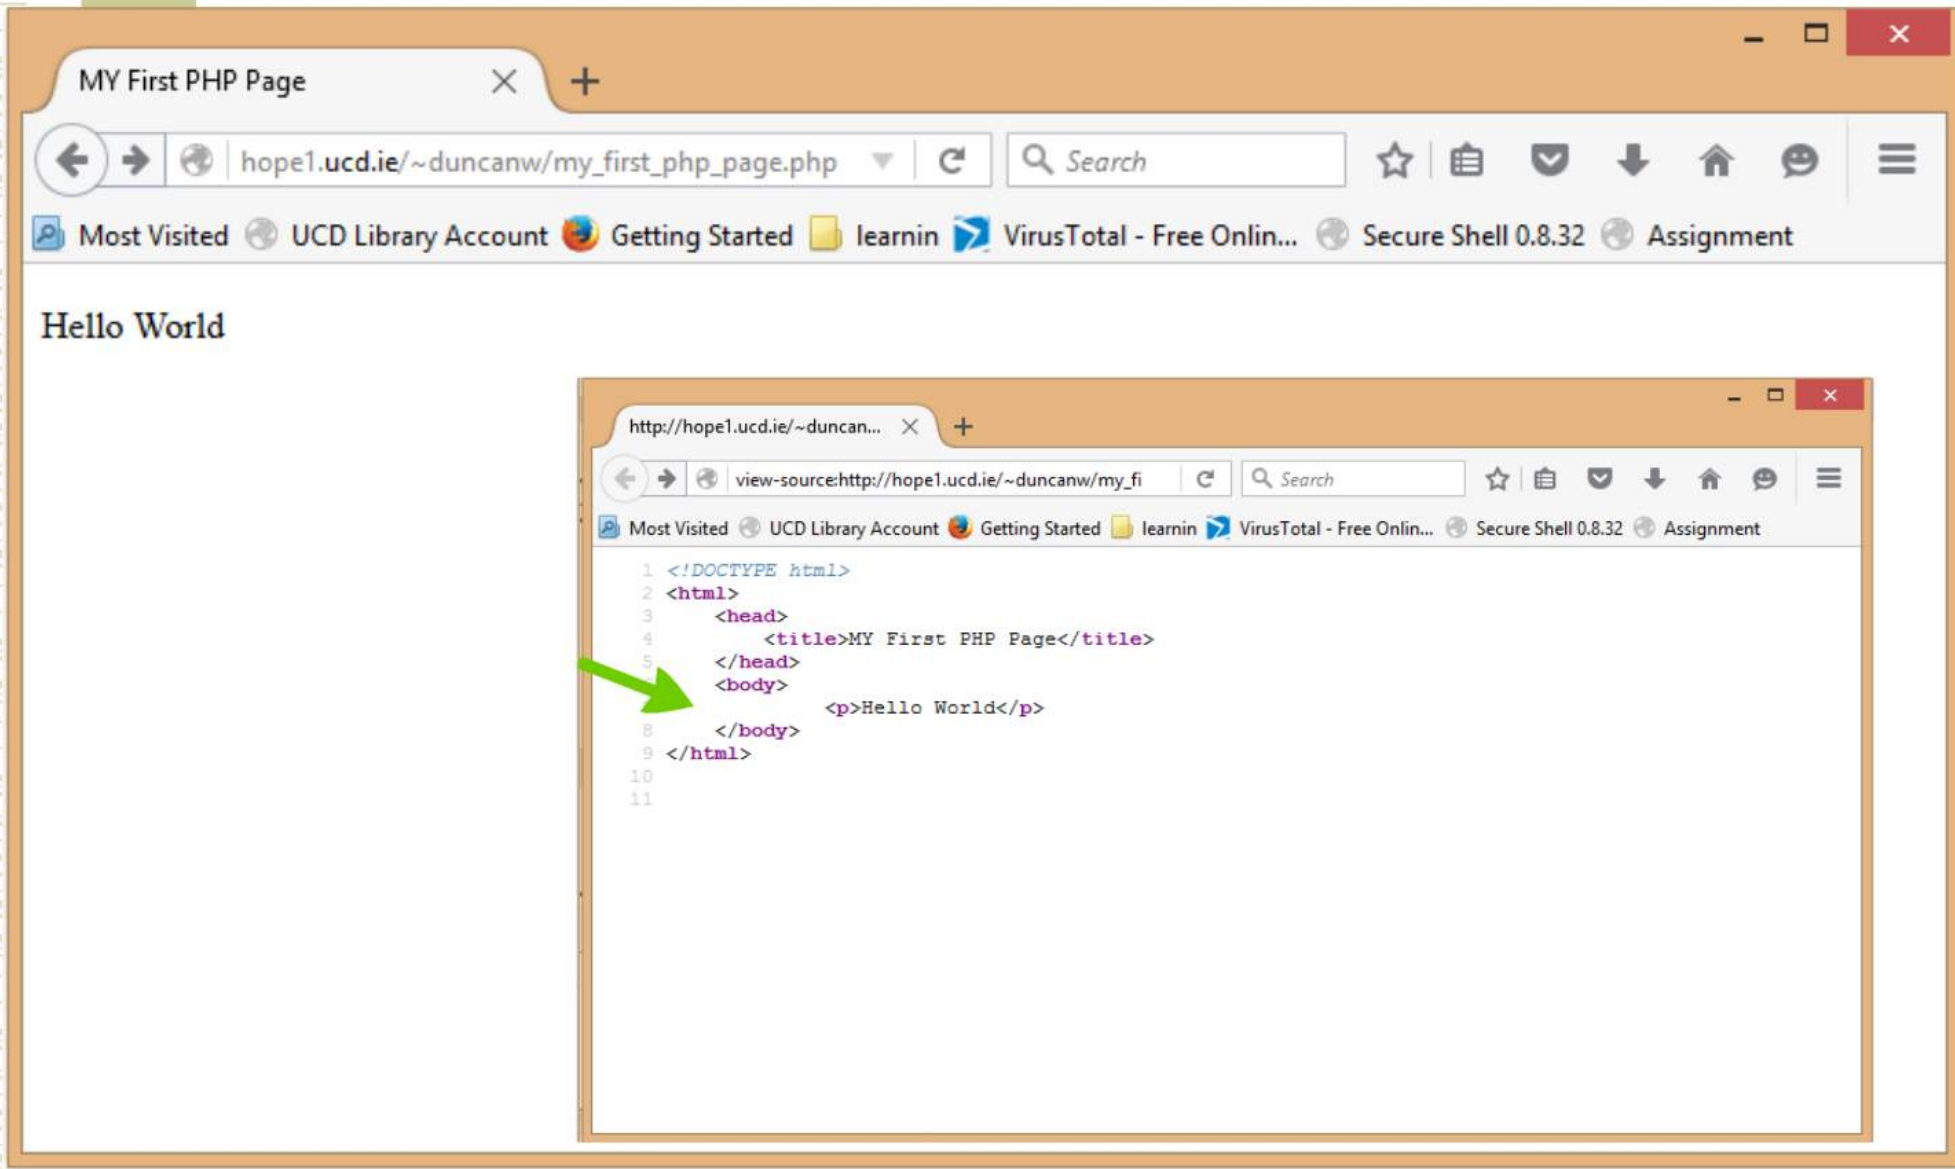 MY First PHP Page
hope1.ucd.ie/~duncanw/my_first_php_page.php Search
Most Visited UCD Library Account Getting Started learnin VirusTotal - Free Onlin... Secure Shell 0.8.32 Assignment
Hello World
http://hope1.ucd.ie/~duncan...
view-source:http://hope1.ucd.ie/~duncanw/my_fi Search
Most Visited UCD Library Account Getting Started learnin VirusTotal - Free Onlin... Secure Shell 0.8.32 Assignment
1 <!DOCTYPE html>
2 <html>
3 <head>
4 <title>MY First PHP Page</title>
5 </head>
<body>
<p>Hello World</p>
8 </body>
9 </html>
10
11